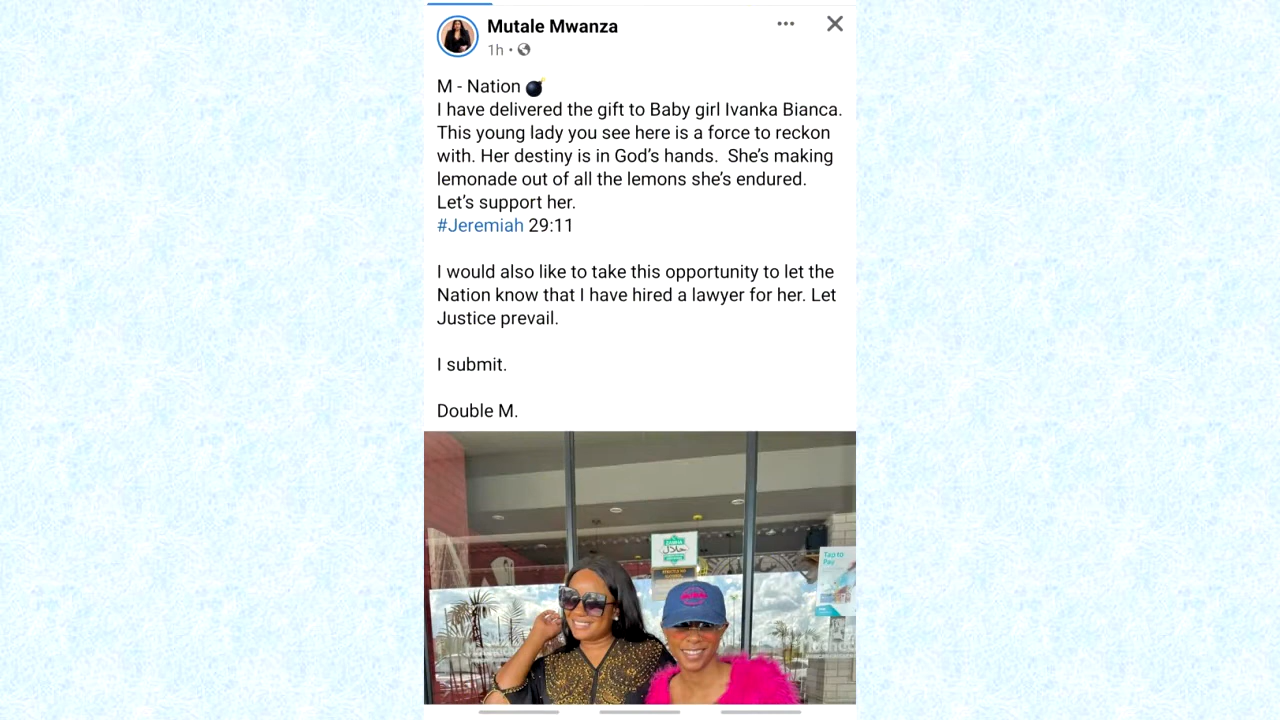 Mutale Mwanza
1h
M - Nation 💣
I have delivered the gift to Baby girl Ivanka Bianca.
This young lady you see here is a force to reckon
with. Her destiny is in God’s hands.  She’s making
lemonade out of all the lemons she’s endured.
Let’s support her.
#Jeremiah 29:11
I would also like to take this opportunity to let the
Nation know that I have hired a lawyer for her. Let
Justice prevail.
I submit.
Double M.
حلال
Tap to
Pay